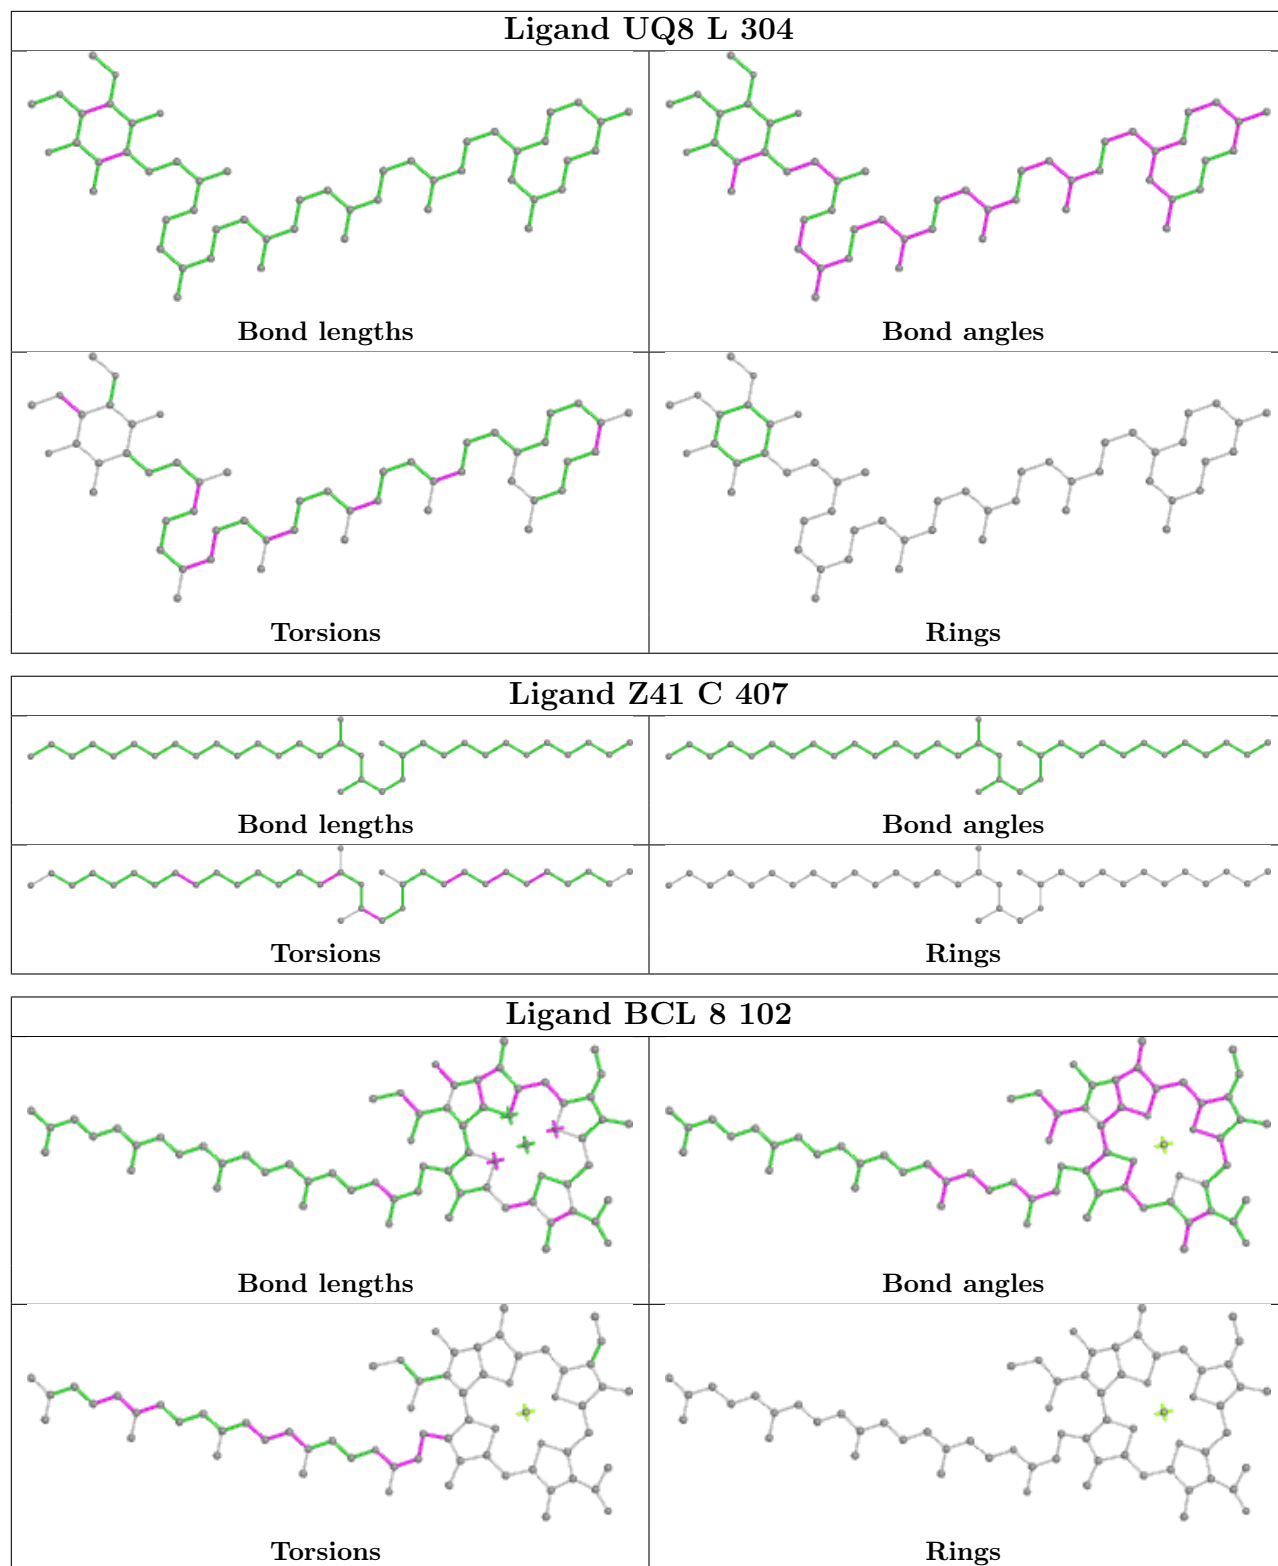 Ligand UQ8 L 304
Bond lengths
Bond angles
Torsions
Rings
Ligand Z41 C 407
Bond lengths
Bond angles
Torsions
Rings
Ligand BCL 8 102
Bond lengths
Bond angles
Torsions
Rings